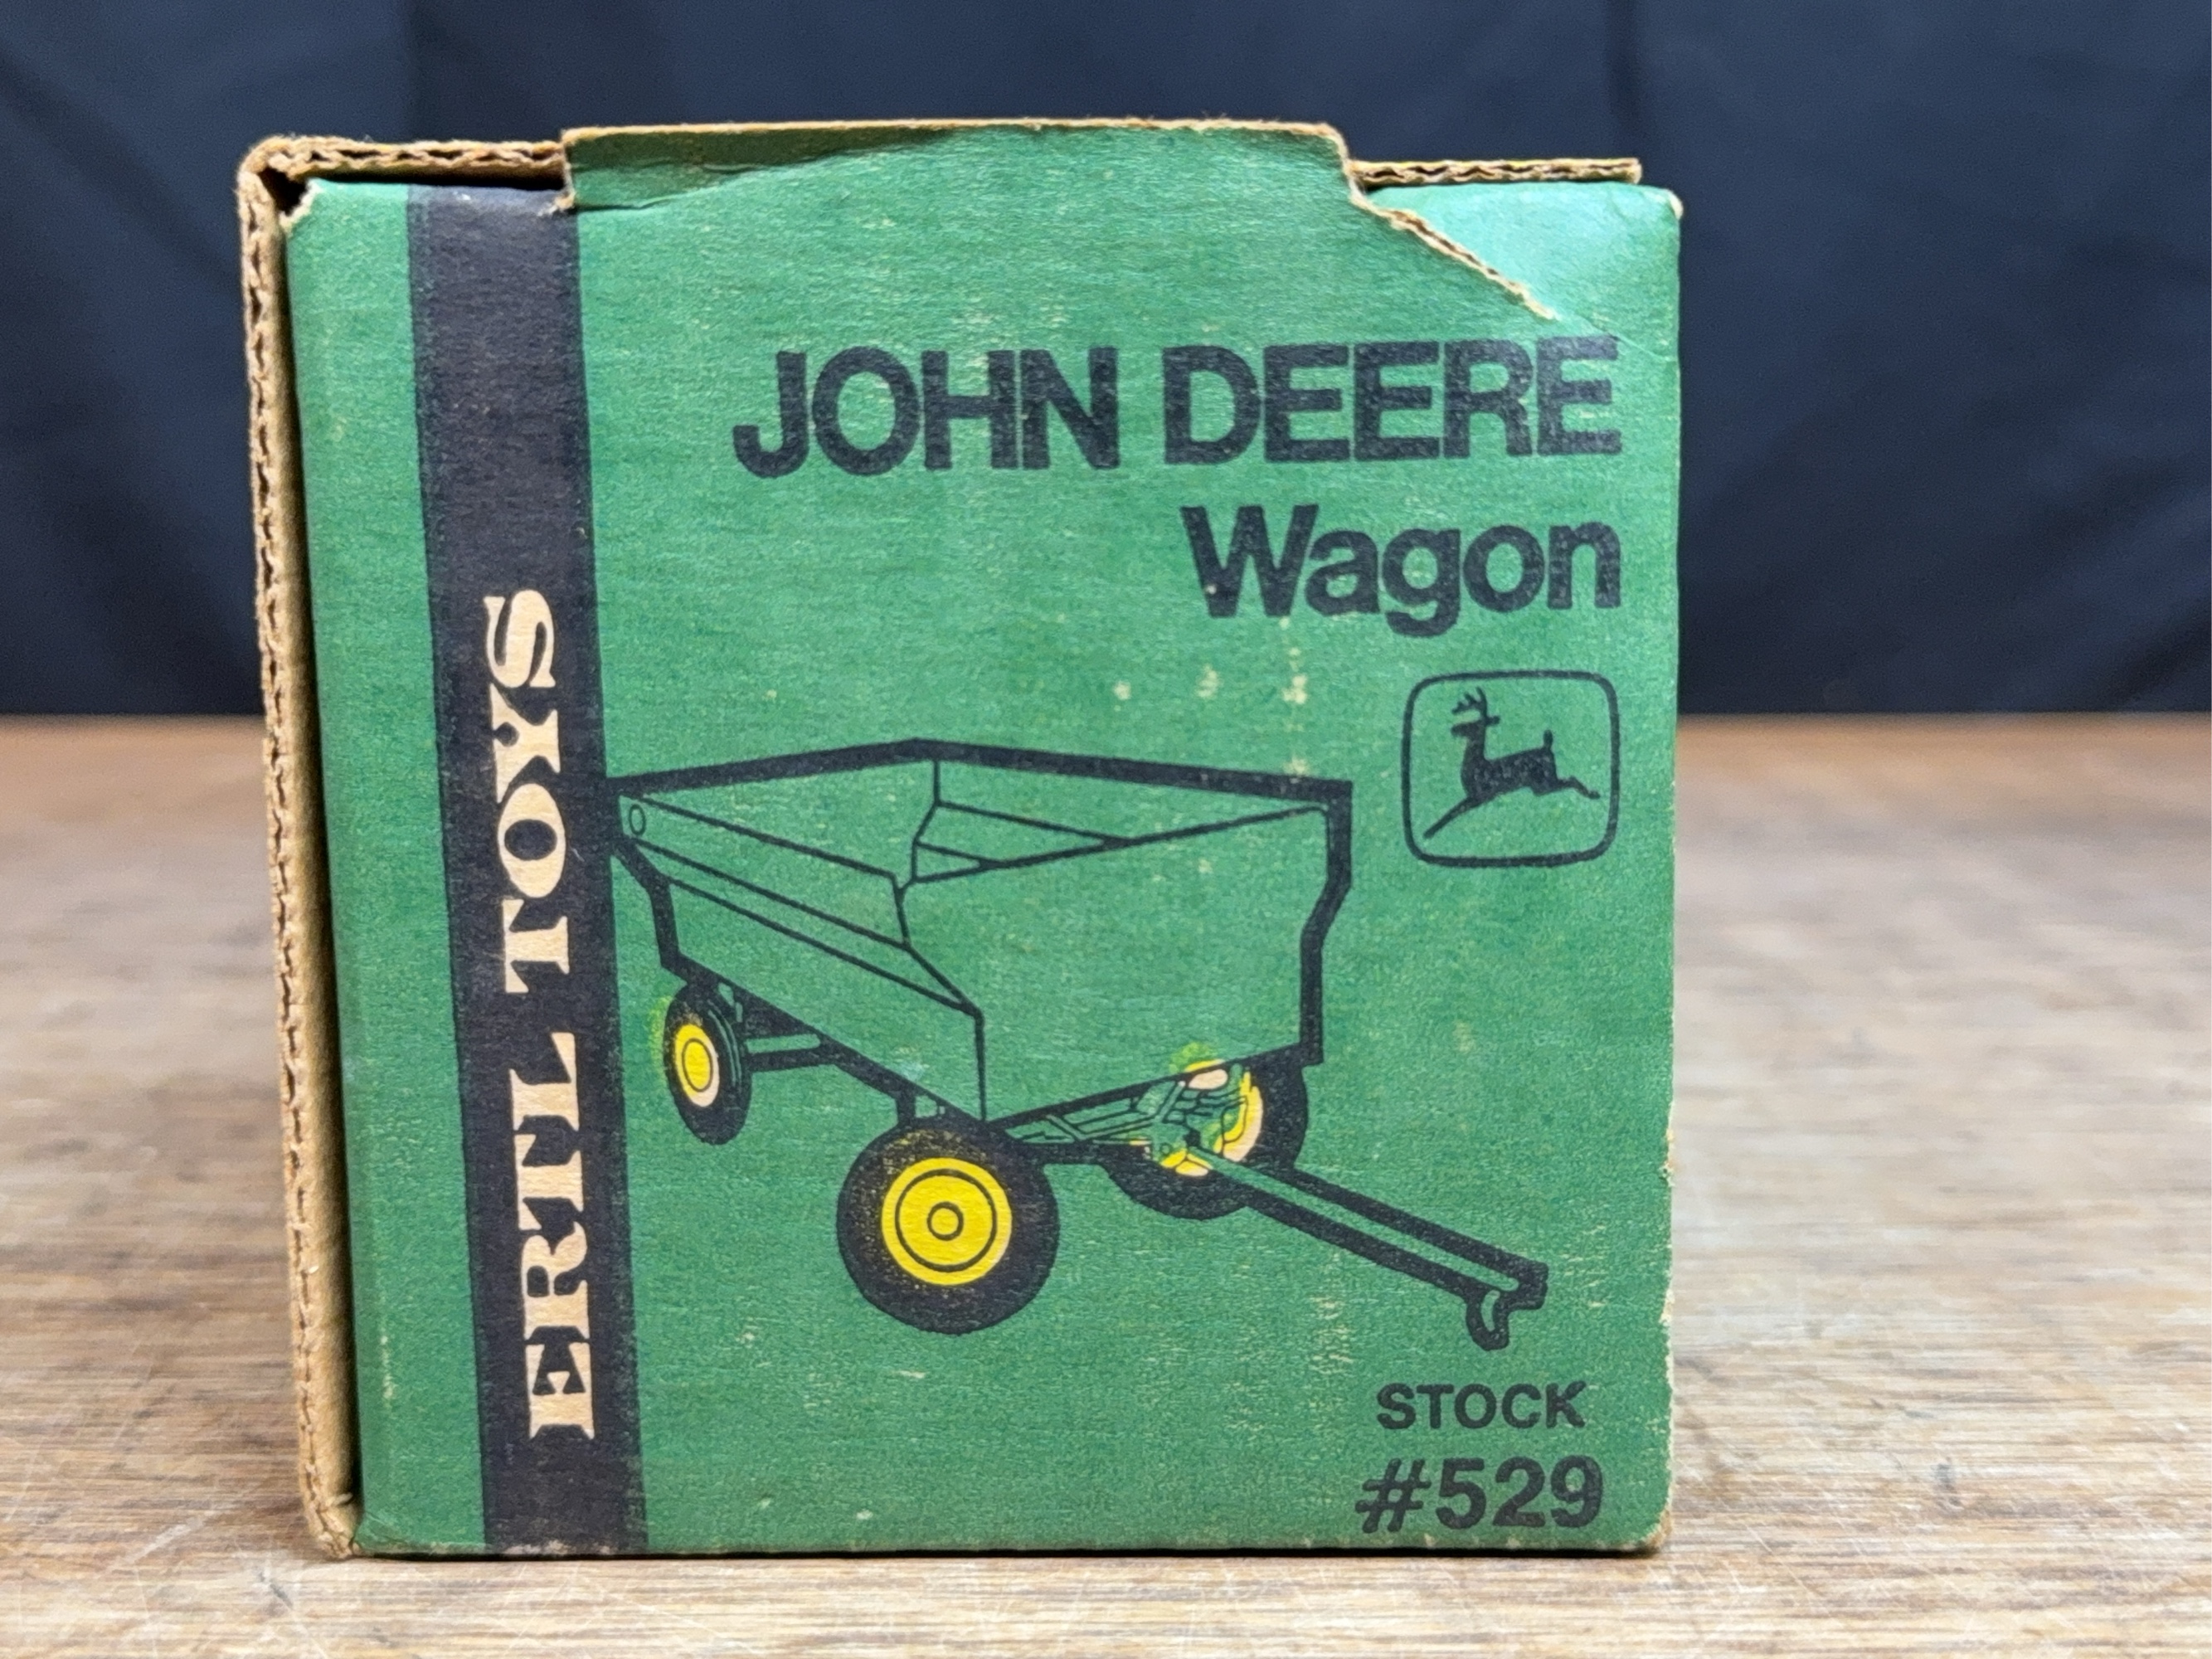 JOHN DEERE
Wagon
ERTL TOYS
STOCK
#529